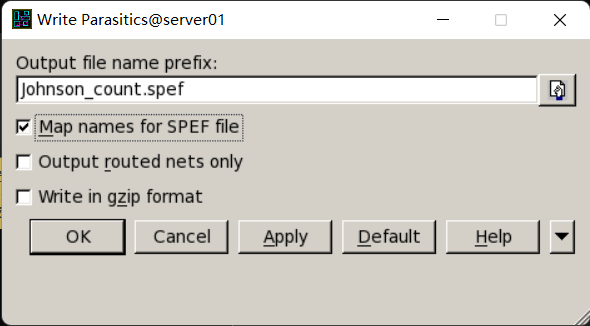 Write Parasitics@server01
Output file name prefix:
Johnson_count.spef
Map names for SPEF file
Output routed nets only
Write in gzip format
OK Cancel Apply Default Help